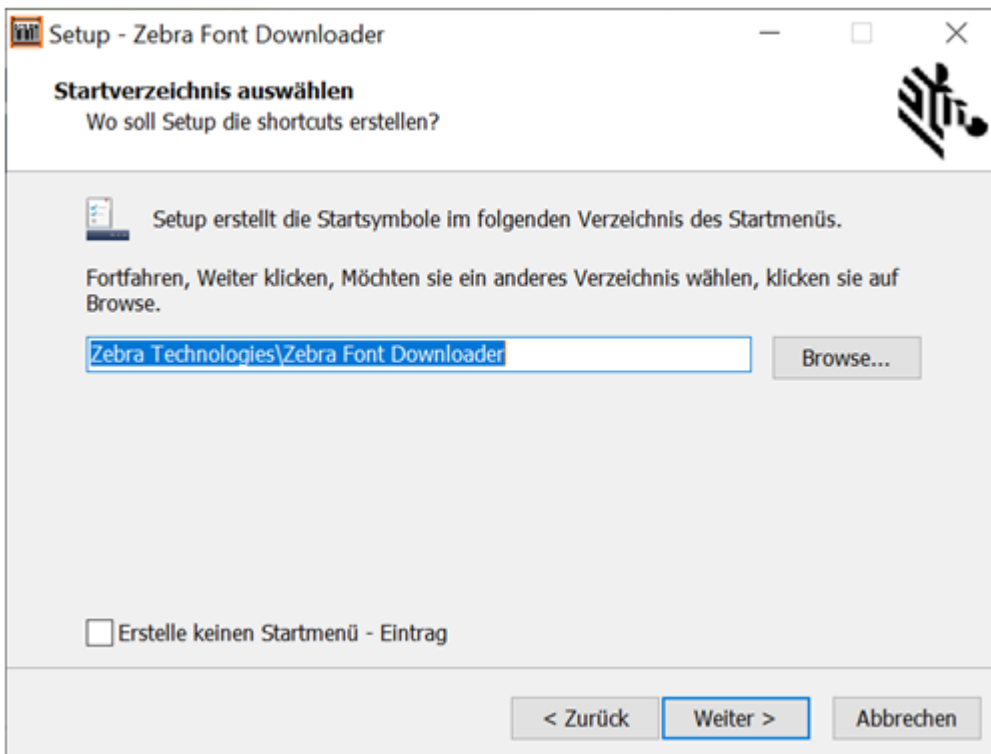 Setup - Zebra Font Downloader
Startverzeichnis auswählen
Wo soll Setup die shortcuts erstellen?
Setup erstellt die Startsymbole im folgenden Verzeichnis des Startmenüs.
Fortfahren, Weiter klicken, Möchten sie ein anderes Verzeichnis wählen, klicken sie auf
Browse.
Zebra Technologies\Zebra Font Downloader
Browse...
Erstelle keinen Startmenü - Eintrag
< Zurück
Weiter >
Abbrechen